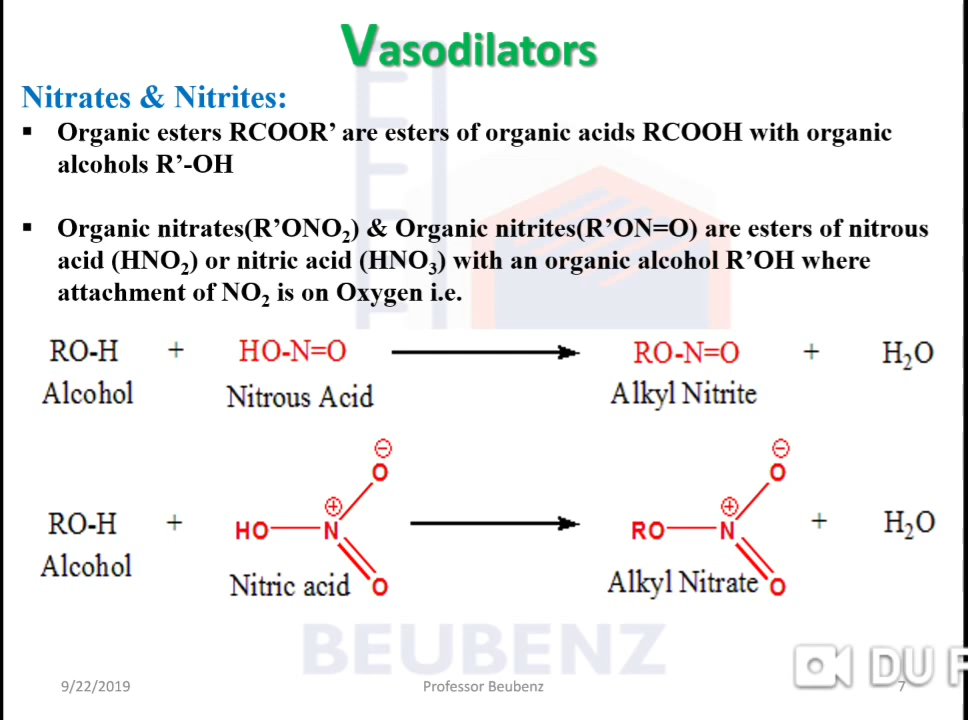 Vasodilators
Nitrates & Nitrites:
▪ Organic esters RCOOR’ are esters of organic acids RCOOH with organic
alcohols R’-OH
▪ Organic nitrates(R’ONO₂) & Organic nitrites(R’ON=O) are esters of nitrous
acid (HNO₂) or nitric acid (HNO₃) with an organic alcohol R’OH where
attachment of NO₂ is on Oxygen i.e.
RO-H + HO-N=O RO-N=O + H₂O
Alcohol Nitrous Acid Alkyl Nitrite
⊖ ⊖
O O
⊕ ⊕
RO-H + HO N RO N + H₂O
Alcohol Nitric acid O Alkyl Nitrate O
BEUBENZ
DU F
9/22/2019 Professor Beubenz 7